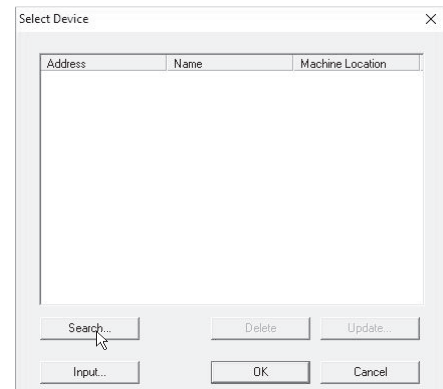 Select Device
Address Name Machine Location
Search... Delete Update...
Input... OK Cancel